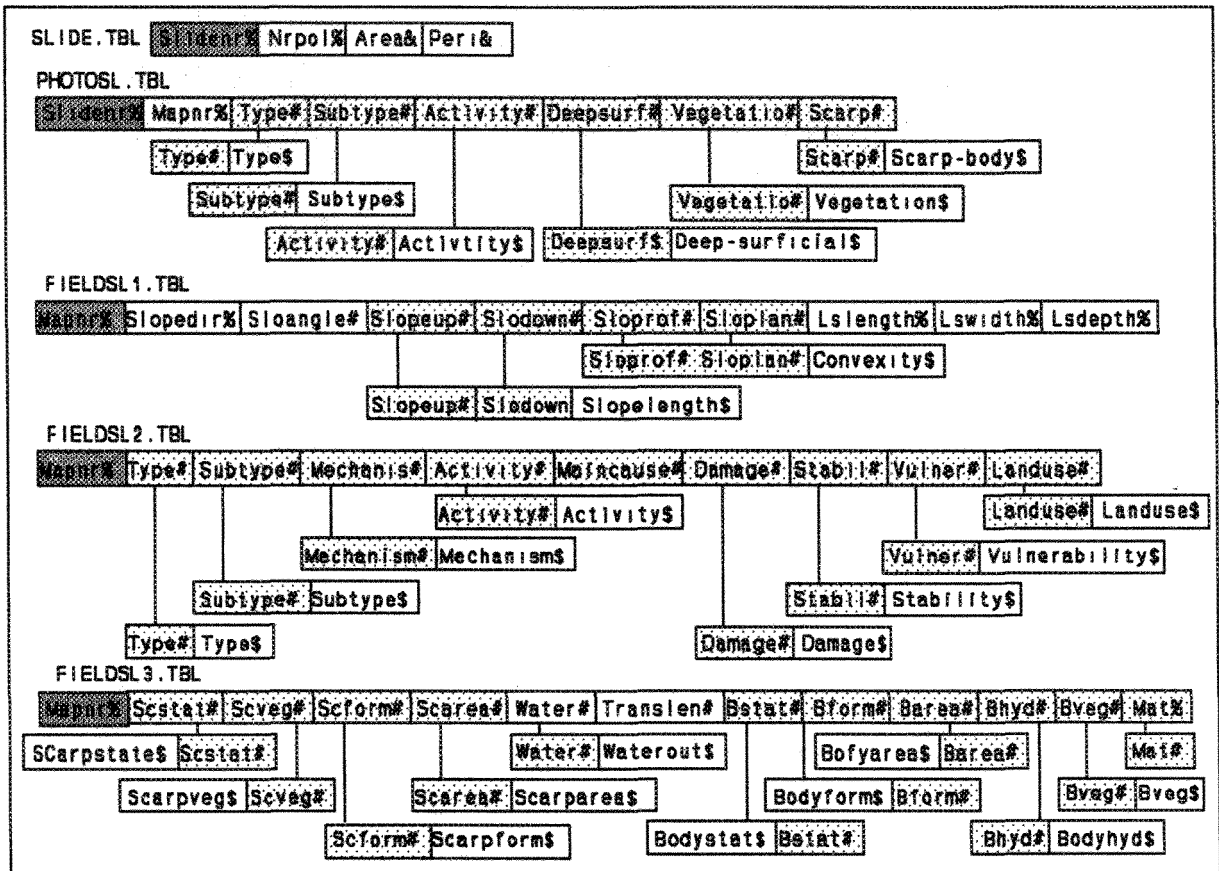 SLIDE.TBL Slidenr% Nrpol% Area& Peri&
PHOTOSL.TBL
Slidenr% Mapnr% Type# Subtype# Activity# Deepsurf# Vegetatio# Scarp#
Type# Type$ Scarp# Scarp-body$
Subtype# Subtype$ Vegetatio# Vegetation$
Activity# Activtity$ Deepsurf$ Deep-surficial$
FIELDSL1.TBL
Mapnr% Slopedir% Sloangle# Slopeup# Slodown# Sloprof# Sloplan# Lslength% Lswidth% Lsdepth%
Sloprof# Sloplan# Convexity$
Slopeup# Slodown Slopelength$
FIELDSL2.TBL
Mapnr% Type# Subtype# Mechanis# Activity# Maincause# Damage# Stabil# Vulner# Landuse#
Activity# Activity$ Landuse# Landuse$
Mechanism# Mechanism$ Vulner# Vulnerability$
Subtype# Subtype$ Stabil# Stability$
Type# Type$ Damage# Damage$
FIELDSL3.TBL
Mapnr% Scstat# Scveg# Scform# Scarea# Water# Translen# Bstat# Bform# Barea# Bhyd# Bveg# Mat%
SCarpstate$ Scstat# Water# Waterout$ Bofyarea$ Barea# Mat#
Scarpveg$ Scveg# Scarea# Scarparea$ Bodyform$ Bform# Bveg# Bveg$
Scform# Scarpform$ Bodystat$ Bstat# Bhyd# Bodyhyd$